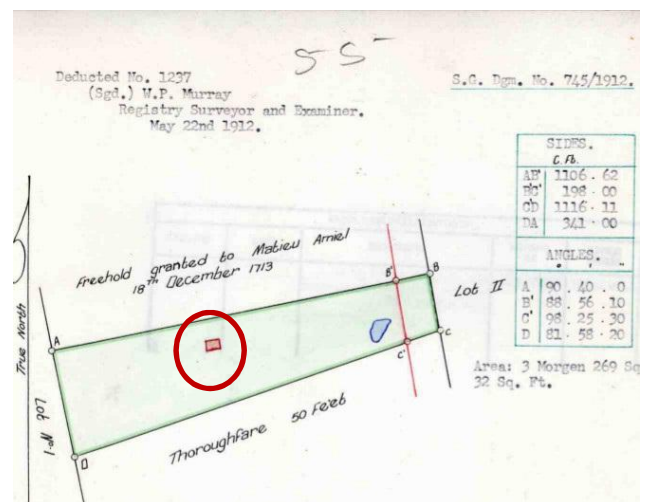 5 5
Deducted No. 1237
(Sgd.) W.P. Murray
Registry Surveyor and Examiner.
May 22nd 1912.
S.G. Dgm. No. 745/1912.
SIDES.
C. Ft.
AB' 1106. 62
B'C' 198. 00
C'D 1116. 11
DA 341. 00
ANGLES.
° ' "
A 90. 40. 0
B' 88. 56. 10
C' 98. 25. 30
D 81. 58. 20
Area: 3 Morgen 269 Sq
32 Sq. Ft.
Freehold granted to Matieu Amiel
18th December 1713
True North
Lot No 1
Lot II
A
B'
B
C
C'
D
Thoroughfare 50 Feet